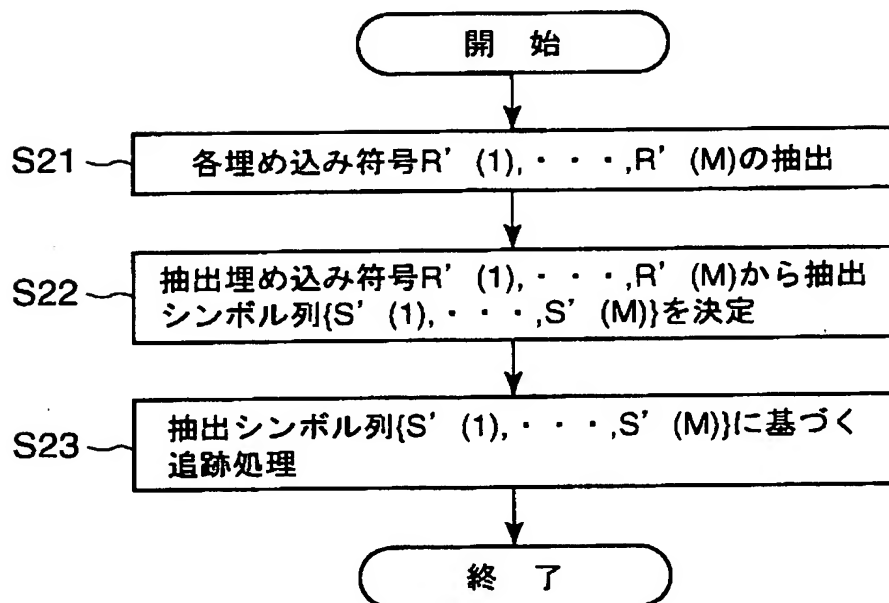 開 始
S21 各埋め込み符号R' (1),・・・,R' (M)の抽出
S22 抽出埋め込み符号R' (1),・・・,R' (M)から抽出
シンボル列{S' (1),・・・,S' (M)}を決定
S23 抽出シンボル列{S' (1),・・・,S' (M)}に基づく
追跡処理
終 了